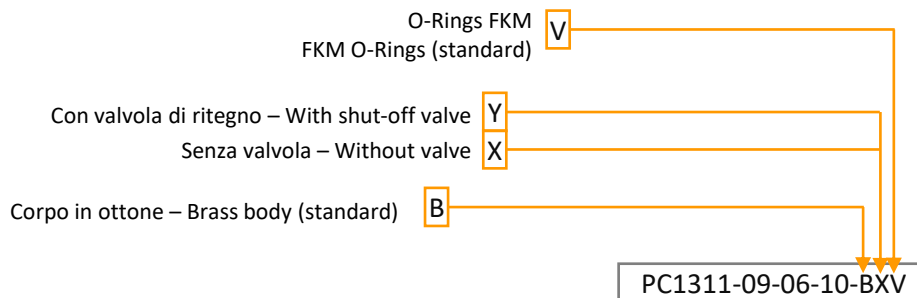 O-Rings FKM
FKM O-Rings (standard)
V
Con valvola di ritegno – With shut-off valve Y
Senza valvola – Without valve X
Corpo in ottone – Brass body (standard) B
PC1311-09-06-10-BXV